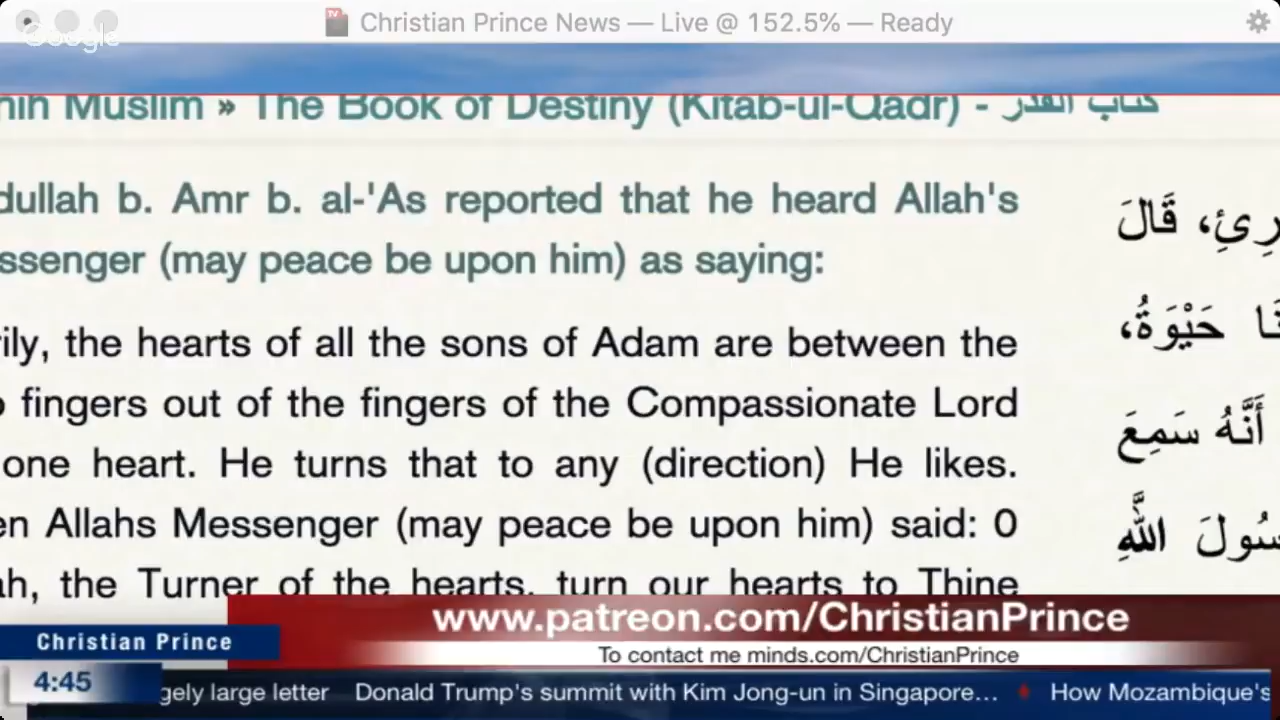 Christian Prince News — Live @ 152.5% — Ready
Google
hih Muslim » The Book of Destiny (Kitab-ul-Qadr) - كتاب القدر
dullah b. Amr b. al-'As reported that he heard Allah's
ssenger (may peace be upon him) as saying:
ily, the hearts of all the sons of Adam are between the
o fingers out of the fingers of the Compassionate Lord
one heart. He turns that to any (direction) He likes.
en Allahs Messenger (may peace be upon him) said: 0
ah, the Turner of the hearts, turn our hearts to Thine
رِئِ، قَالَ
نَا حَيْوَةُ،
أَنَّهُ سَمِعَ
سُولَ اللَّهِ
www.patreon.com/ChristianPrince
Christian Prince
To contact me minds.com/ChristianPrince
4:45
gely large letter Donald Trump's summit with Kim Jong-un in Singapore... How Mozambique's